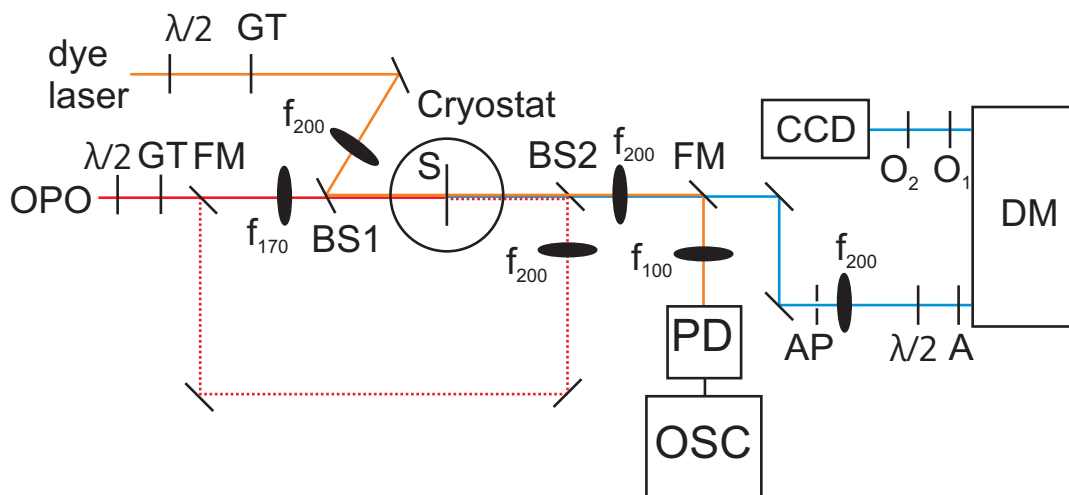 λ/2 GT
dye
laser
Cryostat
f200
λ/2 GT FM
OPO
f170
BS1
S
BS2
f200
FM
f200
f100
PD
OSC
CCD
O2 O1
DM
f200
AP
λ/2 A